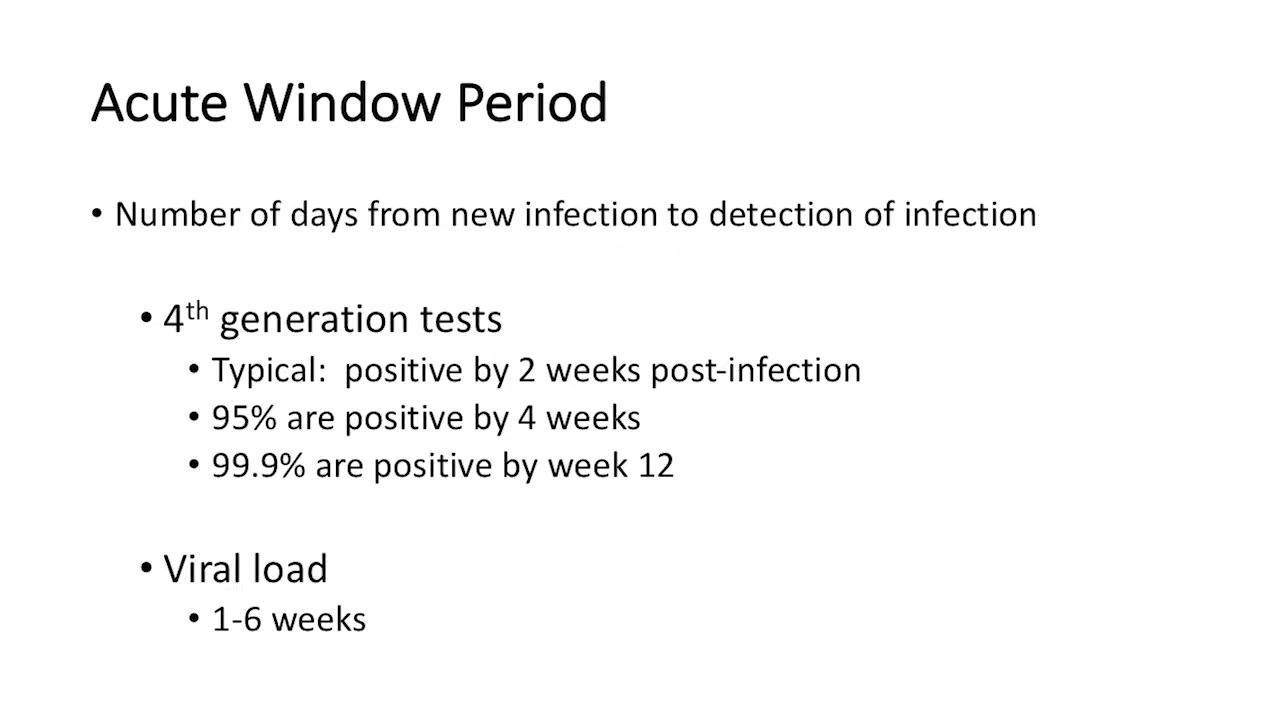 Acute Window Period
• Number of days from new infection to detection of infection
• 4th generation tests
• Typical: positive by 2 weeks post-infection
• 95% are positive by 4 weeks
• 99.9% are positive by week 12
• Viral load
• 1-6 weeks